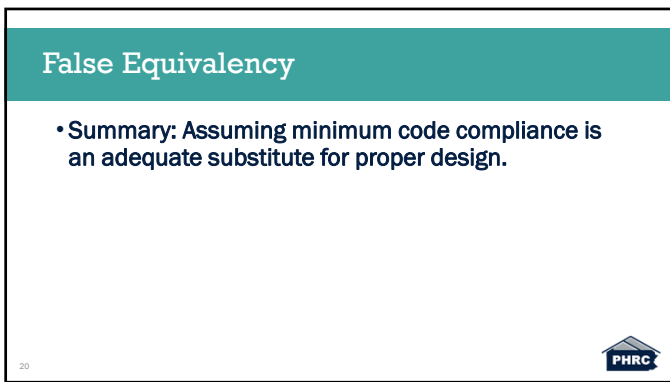 False Equivalency
• Summary: Assuming minimum code compliance is
an adequate substitute for proper design.
20
PHRC